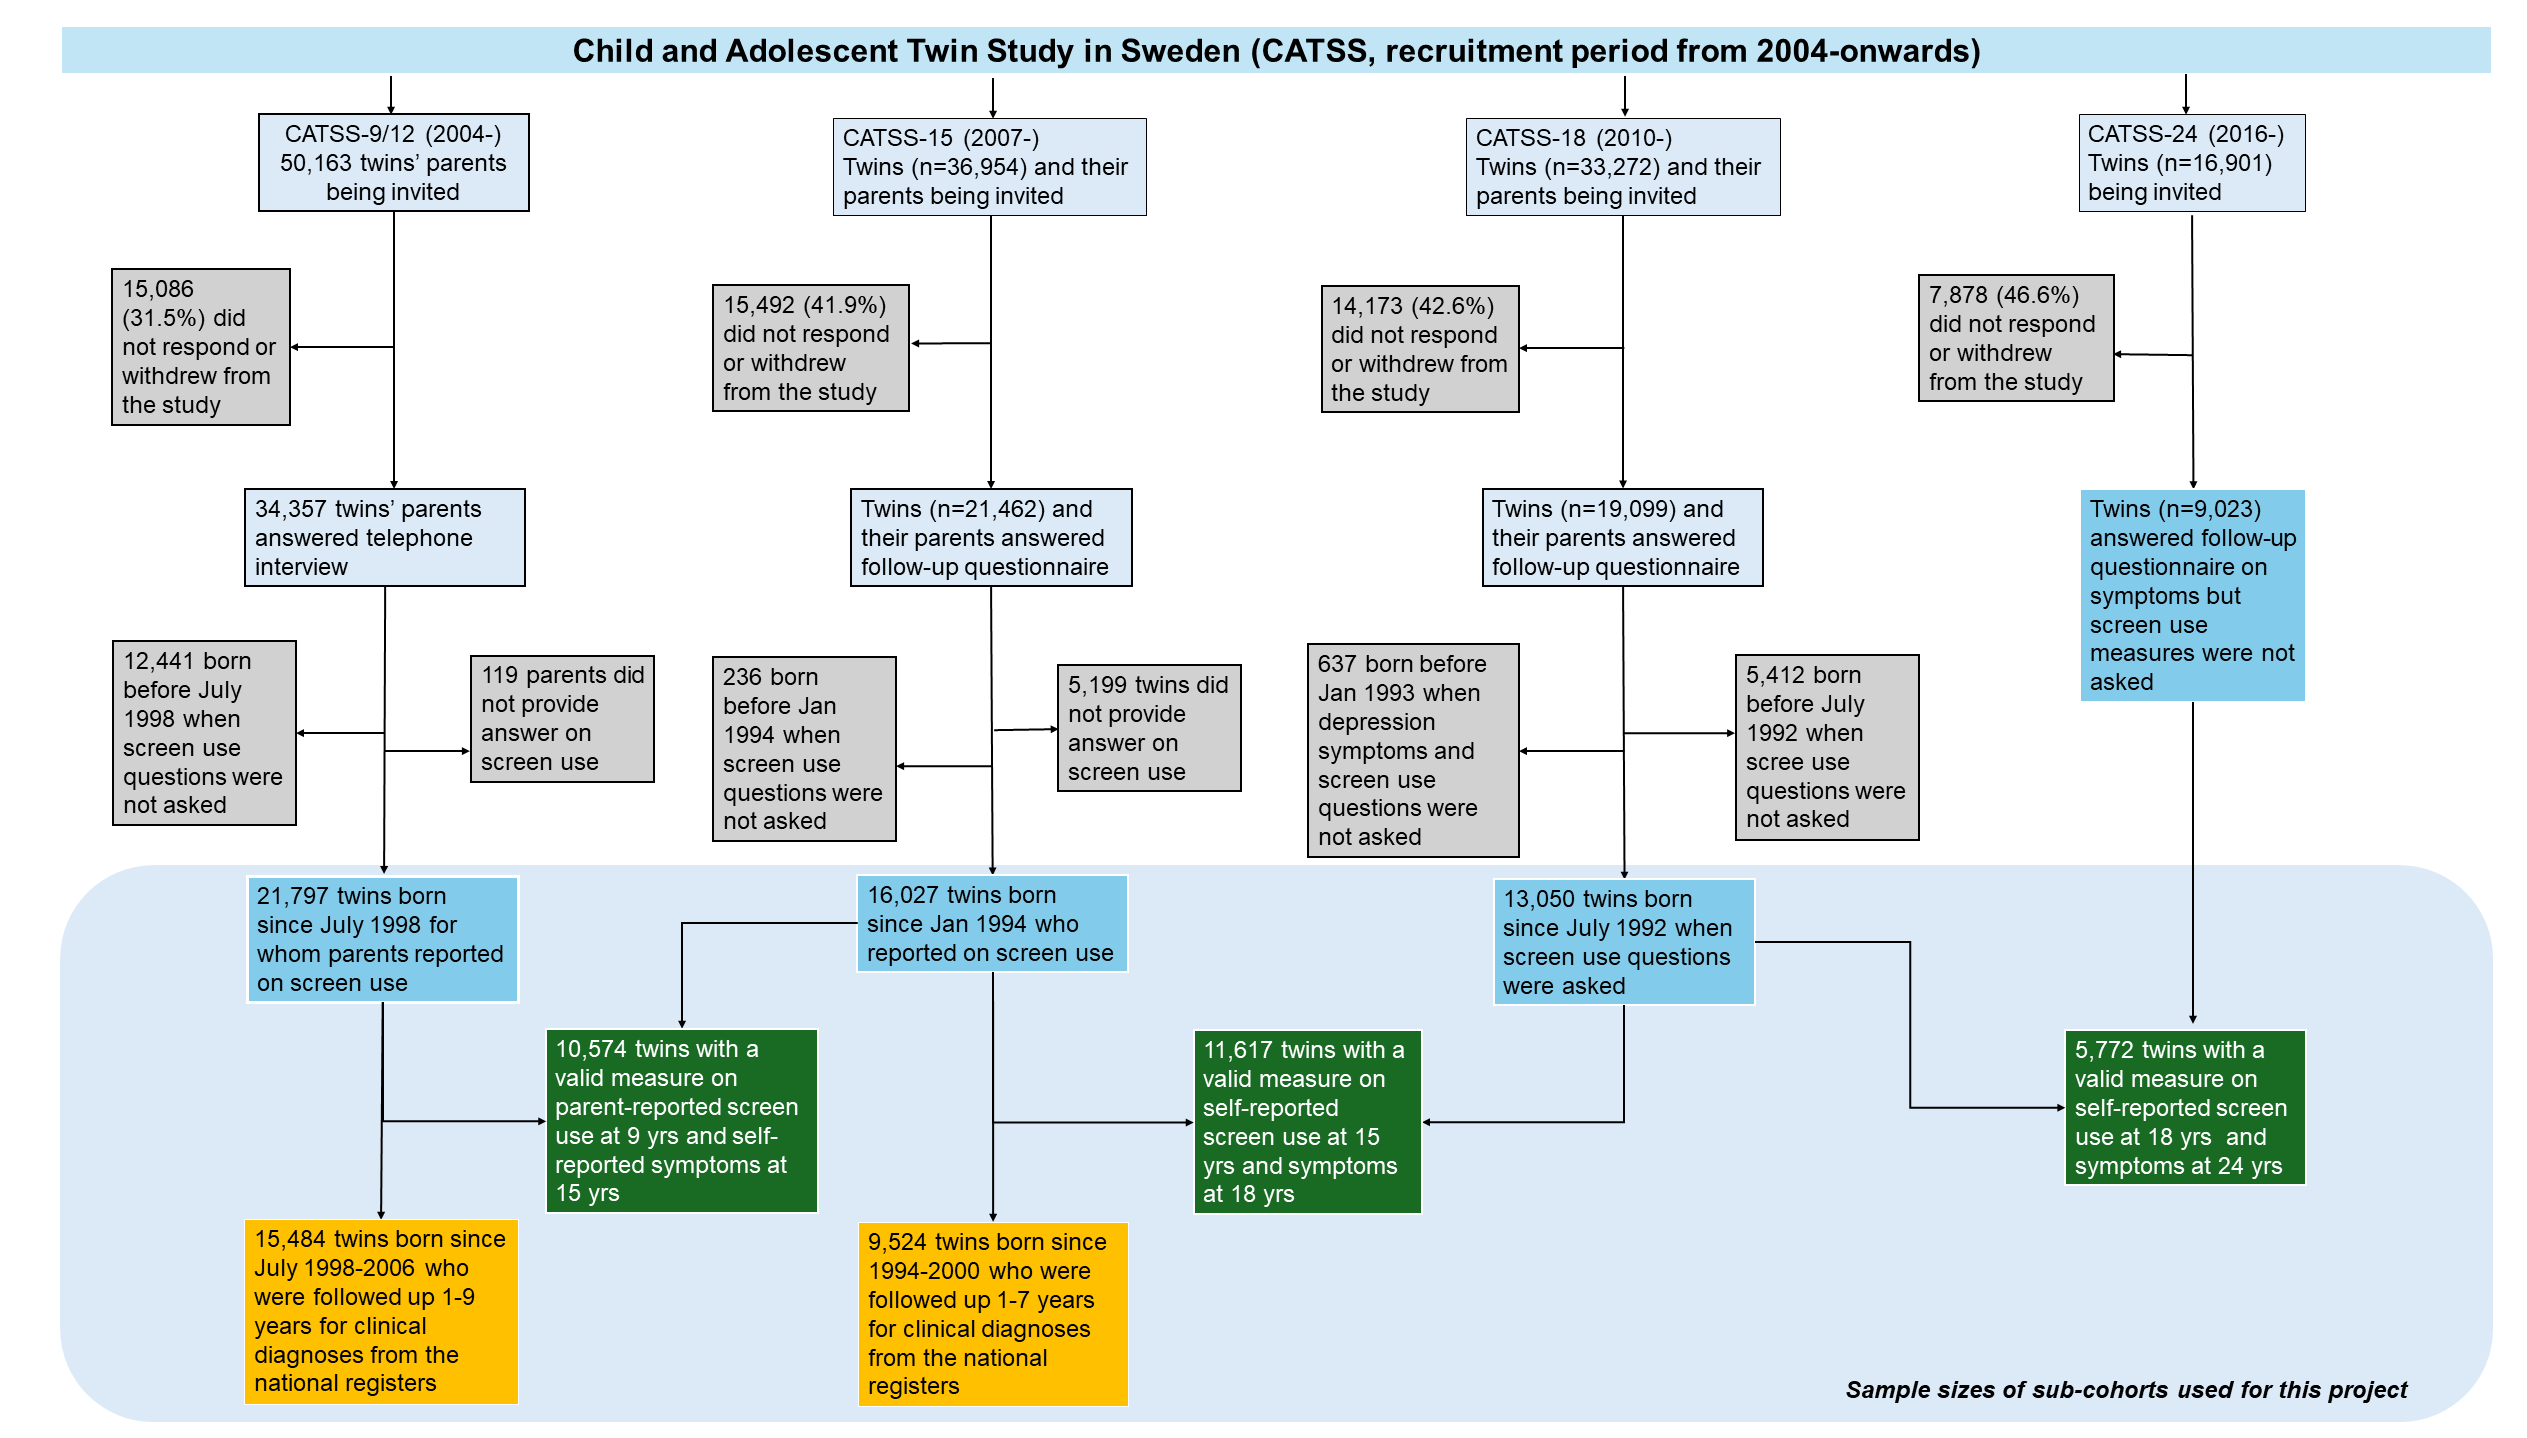 Child and Adolescent Twin Study in Sweden (CATSS, recruitment period from 2004-onwards)
CATSS-9/12 (2004-)
50,163 twins’ parents
being invited
CATSS-15 (2007-)
Twins (n=36,954) and their
parents being invited
CATSS-18 (2010-)
Twins (n=33,272) and their
parents being invited
CATSS-24 (2016-)
Twins (n=16,901)
being invited
15,086
(31.5%) did
not respond or
withdrew from
the study
15,492 (41.9%)
did not respond
or withdrew
from the study
14,173 (42.6%)
did not respond
or withdrew from
the study
7,878 (46.6%)
did not respond
or withdrew
from the study
34,357 twins’ parents
answered telephone
interview
Twins (n=21,462) and
their parents answered
follow-up questionnaire
Twins (n=19,099) and
their parents answered
follow-up questionnaire
Twins (n=9,023)
answered follow-up
questionnaire on
symptoms but
screen use
measures were not
asked
12,441 born
before July
1998 when
screen use
questions were
not asked
119 parents did
not provide
answer on
screen use
236 born
before Jan
1994 when
screen use
questions were
not asked
5,199 twins did
not provide
answer on
screen use
637 born before
Jan 1993 when
depression
symptoms and
screen use
questions were
not asked
5,412 born
before July
1992 when
scree use
questions were
not asked
21,797 twins born
since July 1998 for
whom parents reported
on screen use
16,027 twins born
since Jan 1994 who
reported on screen use
13,050 twins born
since July 1992 when
screen use questions
were asked
10,574 twins with a
valid measure on
parent-reported screen
use at 9 yrs and self-
reported symptoms at
15 yrs
11,617 twins with a
valid measure on
self-reported
screen use at 15
yrs and symptoms
at 18 yrs
5,772 twins with a
valid measure on
self-reported screen
use at 18 yrs and
symptoms at 24 yrs
15,484 twins born since
July 1998-2006 who
were followed up 1-9
years for clinical
diagnoses from the
national registers
9,524 twins born since
1994-2000 who were
followed up 1-7 years
for clinical diagnoses
from the national
registers
Sample sizes of sub-cohorts used for this project